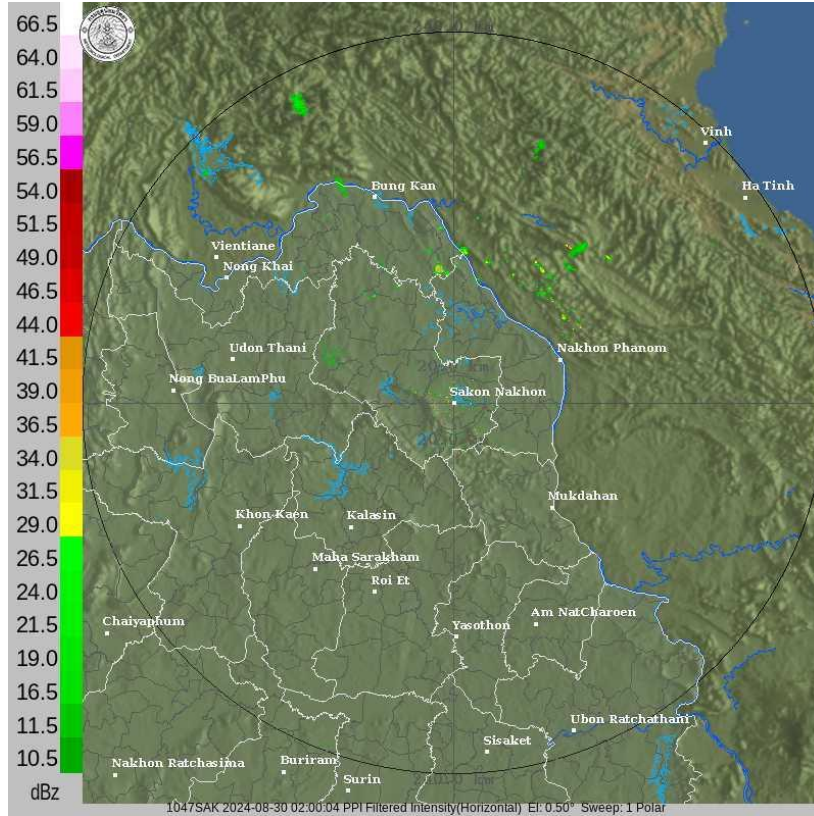 66.5
64.0
61.5
59.0
56.5
54.0
51.5
49.0
46.5
44.0
41.5
39.0
36.5
34.0
31.5
29.0
26.5
24.0
21.5
19.0
16.5
11.5
10.5
dBz
Vinh
Ha Tinh
Bung Kan
Vientiane
Nong Khai
Udon Thani
Nakhon Phanom
Nong BuaLamPhu
Sakon Nakhon
Mukdahan
Khon Kaen
Kalasin
Maha Sarakham
Roi Et
Chaiyaphum
Yasothon
Am NatCharoen
Ubon Ratchathani
Sisaket
Nakhon Ratchasima
Buriram
Surin
1047SAK 2024-08-30 02:00:04 PPI Filtered Intensity(Horizontal) El: 0.50° Sweep: 1 Polar